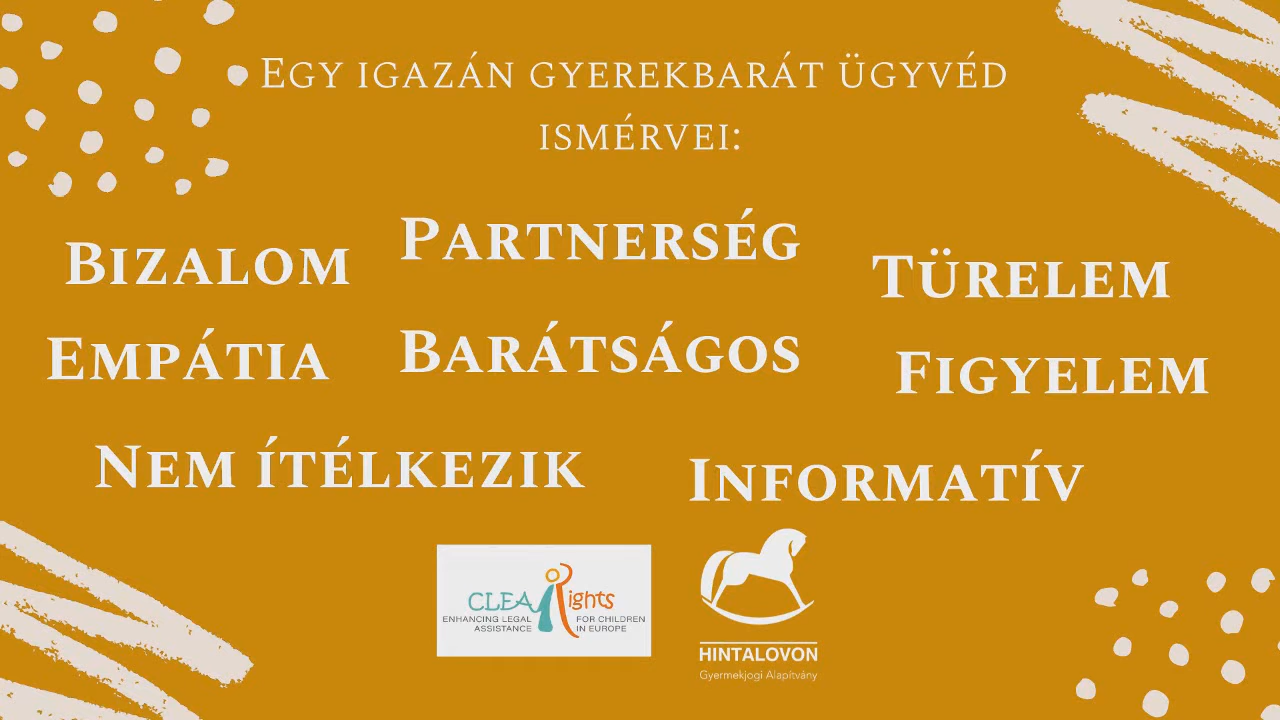 Egy igazán gyerekbarát ügyvéd
ismérvei:
Bizalom
Partnerség
Türelem
Empátia
Barátságos
Figyelem
Nem ítélkezik
Informatív
CLEARights
ENHANCING LEGAL FOR CHILDREN
ASSISTANCE IN EUROPE
HINTALOVON
Gyermekjogi Alapítvány